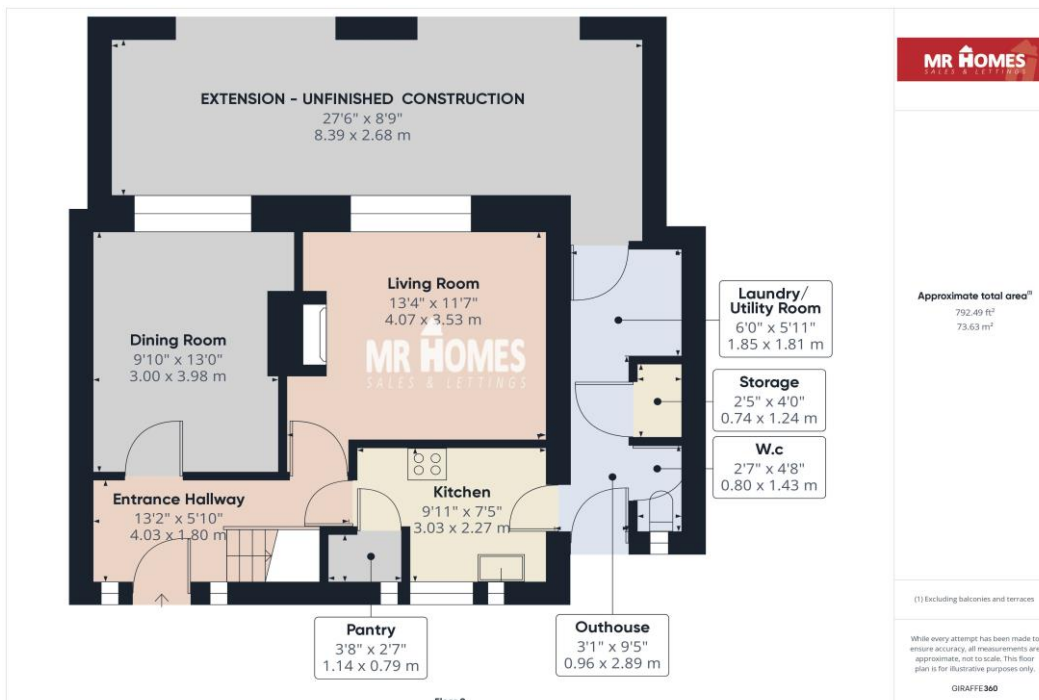 EXTENSION - UNFINISHED CONSTRUCTION
27'6" x 8'9"
8.39 x 2.68 m
Living Room
13'4" x 11'7"
4.07 x 3.53 m
Dining Room
9'10" x 13'0"
3.00 x 3.98 m
MR HOMES
SALES & LETTINGS
Laundry/
Utility Room
6'0" x 5'11"
1.85 x 1.81 m
Storage
2'5" x 4'0"
0.74 x 1.24 m
W.c
2'7" x 4'8"
0.80 x 1.43 m
Entrance Hallway
13'2" x 5'10"
4.03 x 1.80 m
Kitchen
9'11" x 7'5"
3.03 x 2.27 m
Pantry
3'8" x 2'7"
1.14 x 0.79 m
Outhouse
3'1" x 9'5"
0.96 x 2.89 m
MR HOMES
SALES & LETTINGS
Approximate total area(1)
792.49 ft²
73.63 m²
(1) Excluding balconies and terraces
While every attempt has been made to
ensure accuracy, all measurements are
approximate, not to scale. This floor
plan is for illustrative purposes only.
GIRAFFE360